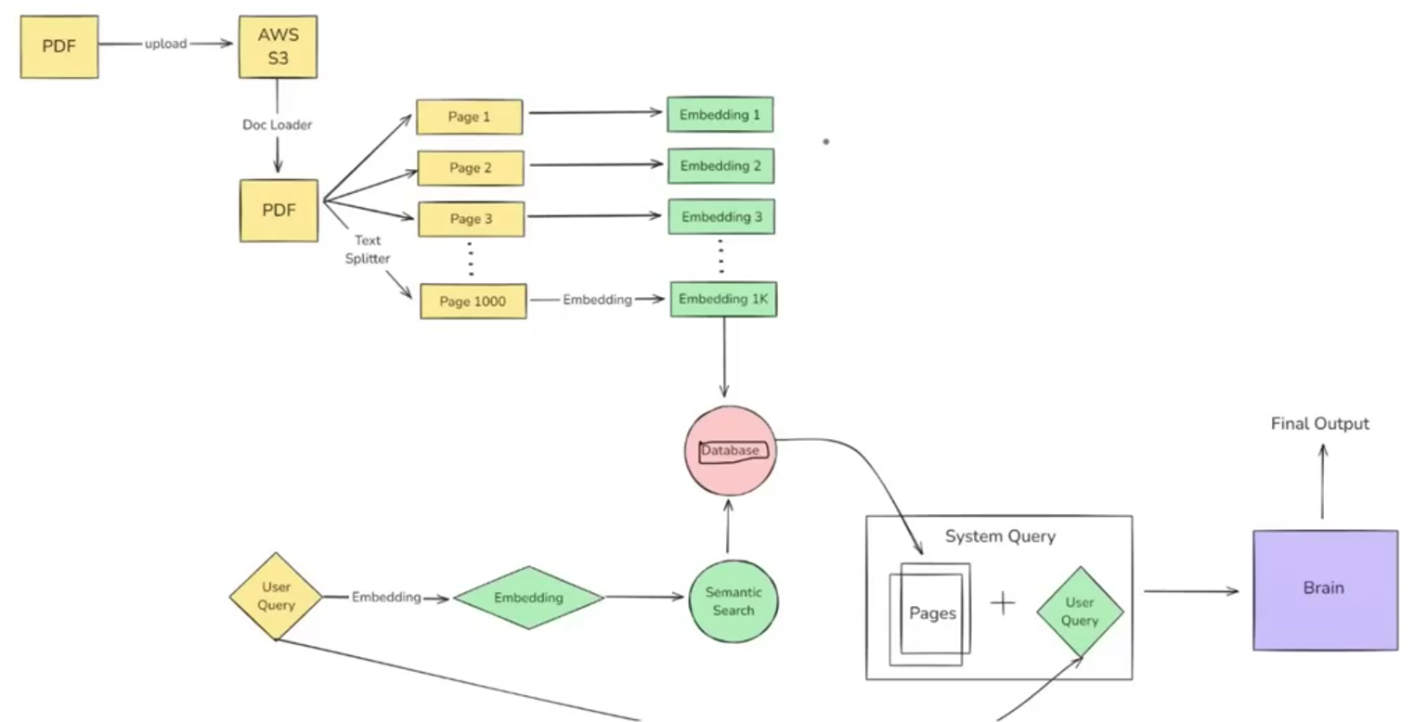 PDF
upload
AWS
S3
Doc Loader
PDF
Text
Splitter
Page 1
Embedding 1
Page 2
Embedding 2
Page 3
Embedding 3
Page 1000
Embedding
Embedding 1K
Database
User
Query
Embedding
Embedding
Semantic
Search
System Query
Pages
+
User
Query
Brain
Final Output